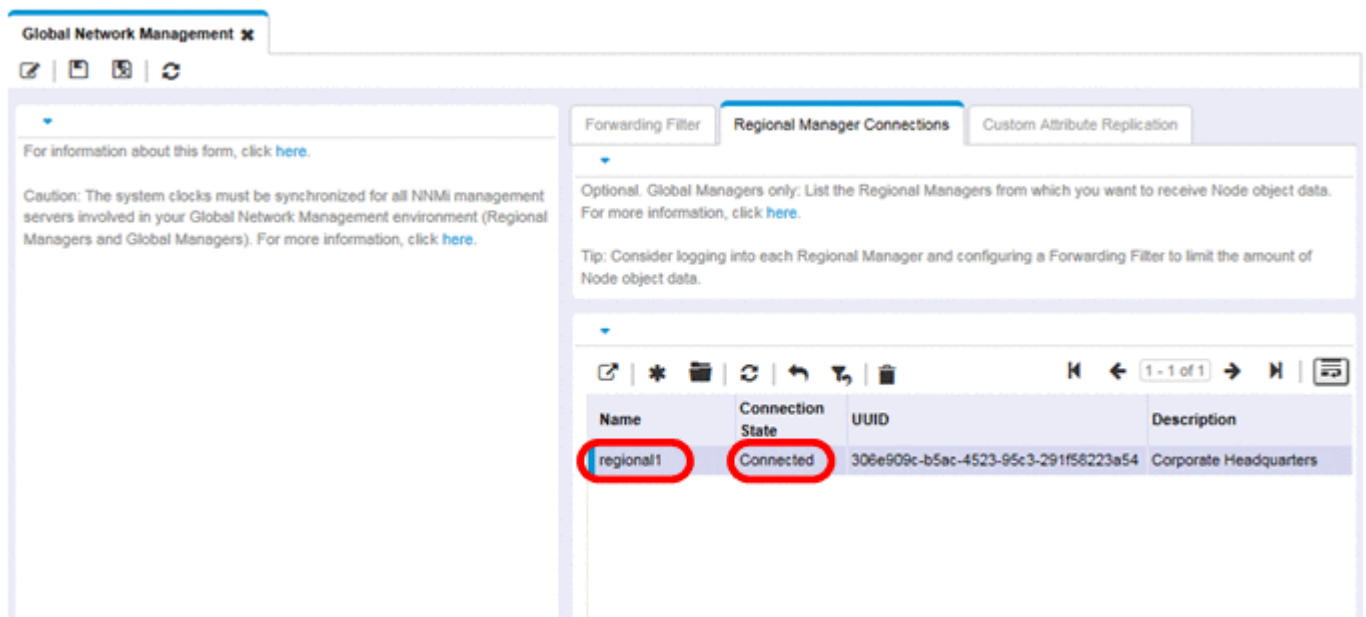 Global Network Management
For information about this form, click here.
Caution: The system clocks must be synchronized for all NNMi management
servers involved in your Global Network Management environment (Regional
Managers and Global Managers). For more information, click here.
Forwarding Filter
Regional Manager Connections
Custom Attribute Replication
Optional. Global Managers only: List the Regional Managers from which you want to receive Node object data.
For more information, click here.
Tip: Consider logging into each Regional Manager and configuring a Forwarding Filter to limit the amount of
Node object data.
1 - 1 of 1
Name
Connection
State
UUID
Description
regional1
Connected
306e909c-b5ac-4523-95c3-291f58223a54
Corporate Headquarters